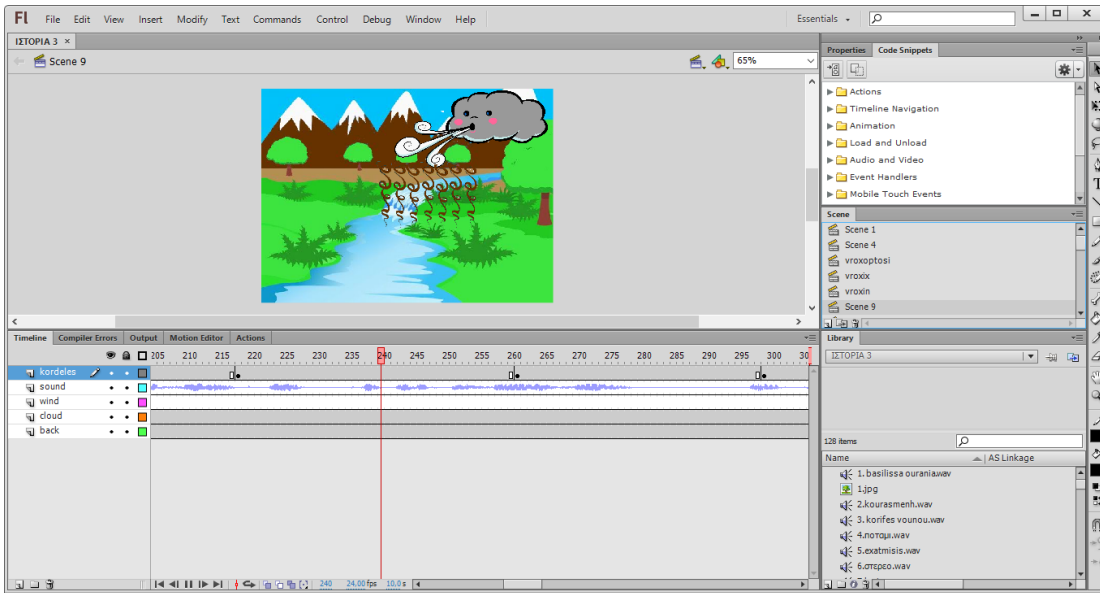 Fl File Edit View Insert Modify Text Commands Control Debug Window Help Essentials
ΙΣΤΟΡΙΑ 3 ×
Scene 9 65%
Properties Code Snippets
Actions
Timeline Navigation
Animation
Load and Unload
Audio and Video
Event Handlers
Mobile Touch Events
Scene
Scene 1
Scene 4
vroxoptosi
vroxix
vroxin
Scene 9
Timeline Compiler Errors Output Motion Editor Actions
205 210 215 220 225 230 235 240 245 250 255 260 265 270 275 280 285 290 295 300 30
kordeles
sound
wind
cloud
back
240 24.00 fps 10.0 s
Library
ΙΣΤΟΡΙΑ 3
128 items
Name AS Linkage
1. basilissa ourania.wav
1.jpg
2.kourasmenh.wav
3. korifes vounou.wav
4.ποταμι.wav
5.exatmisis.wav
6.στερεο.wav